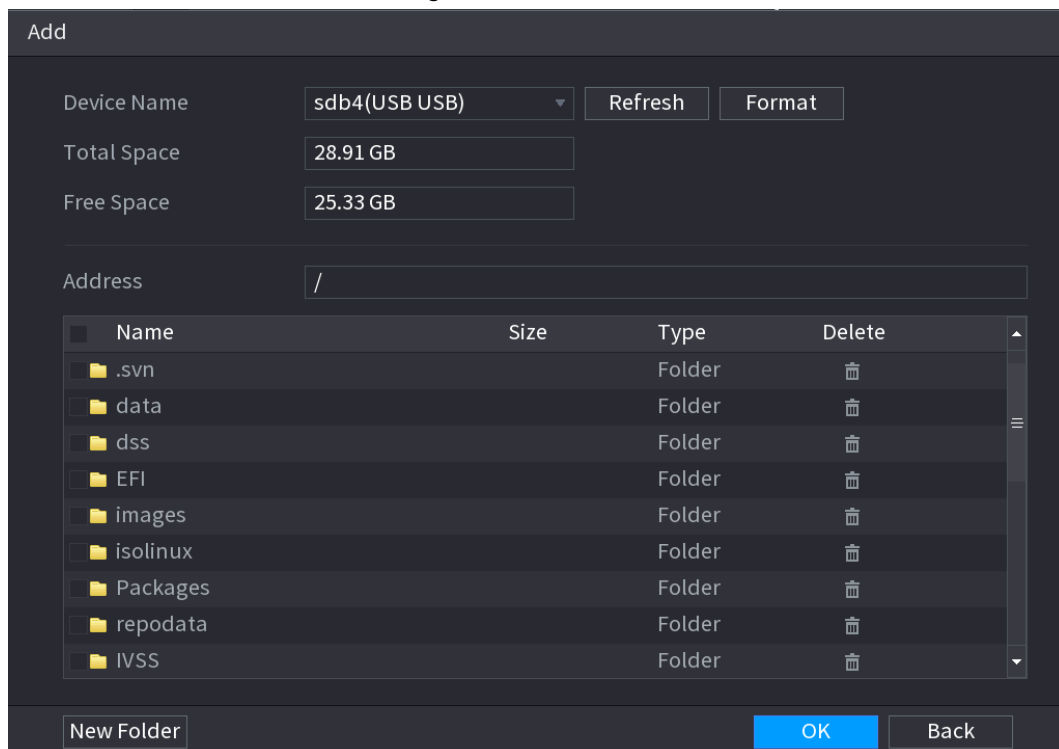 Add
Device Name sdb4(USB USB) Refresh Format
Total Space 28.91 GB
Free Space 25.33 GB
Address /
Name Size Type Delete
.svn Folder
data Folder
dss Folder
EFI Folder
images Folder
isolinux Folder
Packages Folder
repodata Folder
IVSS Folder
New Folder OK Back